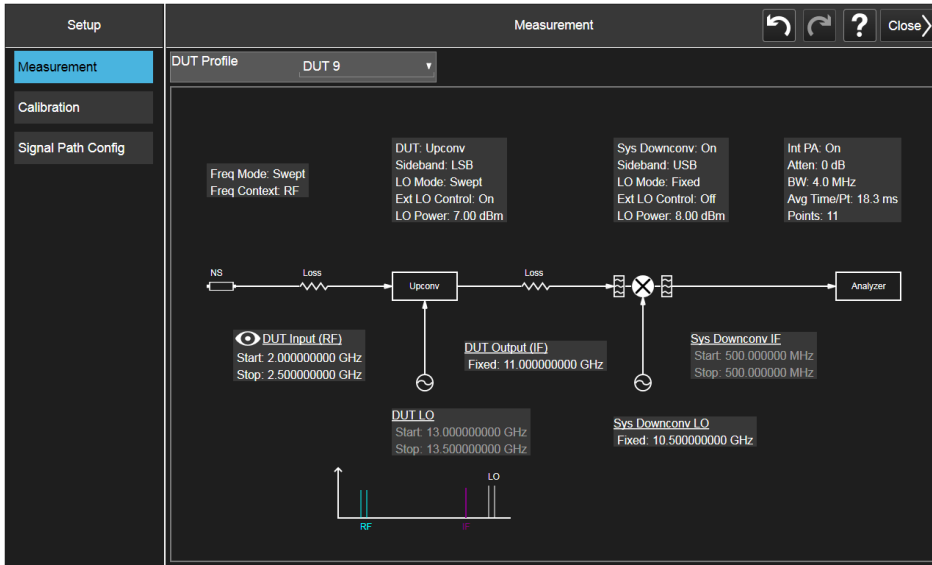 Setup
Measurement
Close
Measurement
Calibration
Signal Path Config
DUT Profile
DUT 9
Freq Mode: Swept
Freq Context: RF
DUT: Upconv
Sideband: LSB
LO Mode: Swept
Ext LO Control: On
LO Power: 7.00 dBm
Sys Downconv: On
Sideband: USB
LO Mode: Fixed
Ext LO Control: Off
LO Power: 8.00 dBm
Int PA: On
Atten: 0 dB
BW: 4.0 MHz
Avg Time/Pt: 18.3 ms
Points: 11
NS
Loss
Upconv
Loss
Analyzer
DUT Input (RF)
Start: 2.000000000 GHz
Stop: 2.500000000 GHz
DUT Output (IF)
Fixed: 11.000000000 GHz
Sys Downconv IF
Start: 500.000000 MHz
Stop: 500.000000 MHz
DUT LO
Start: 13.000000000 GHz
Stop: 13.500000000 GHz
Sys Downconv LO
Fixed: 10.500000000 GHz
LO
RF
IF